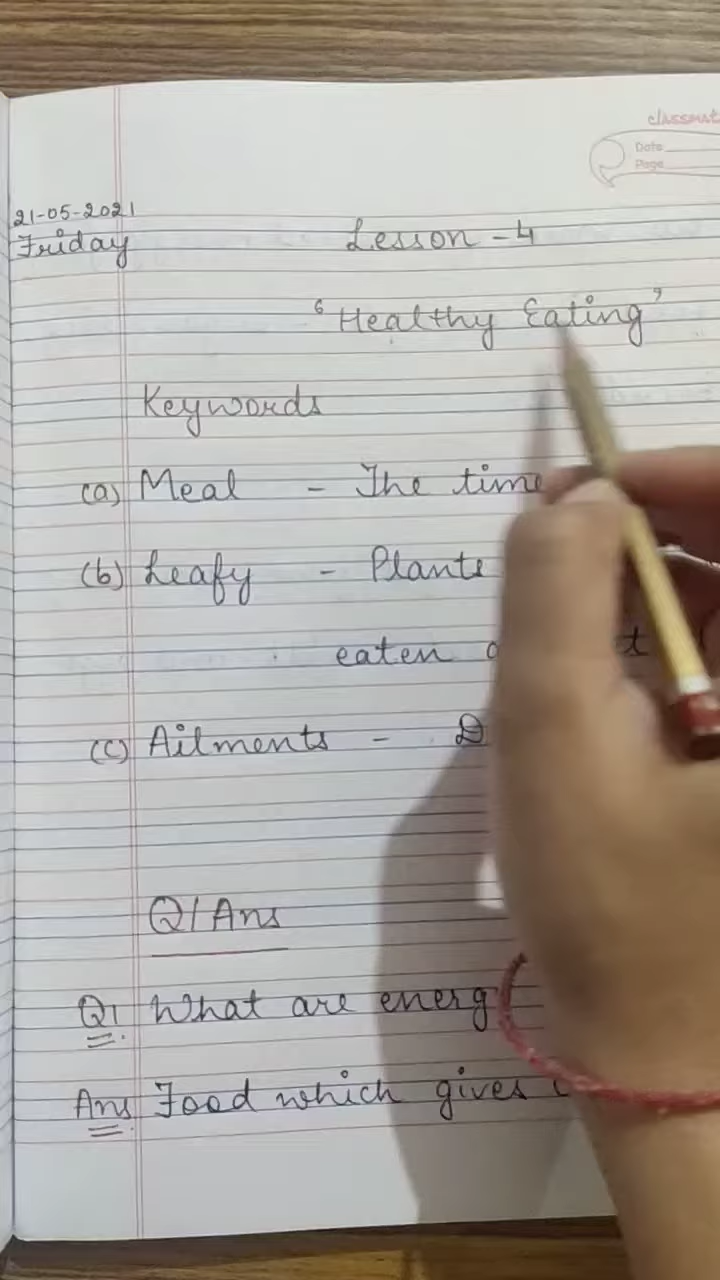 classmate
Date
Page
21-05-2021
Friday
Lesson - 4
‘Healthy Eating’
Keywords
(a) Meal - The time
(b) Leafy - Plants
eaten
(c) Ailments -
Q/Ans
Q1 What are
Ans Food which gives